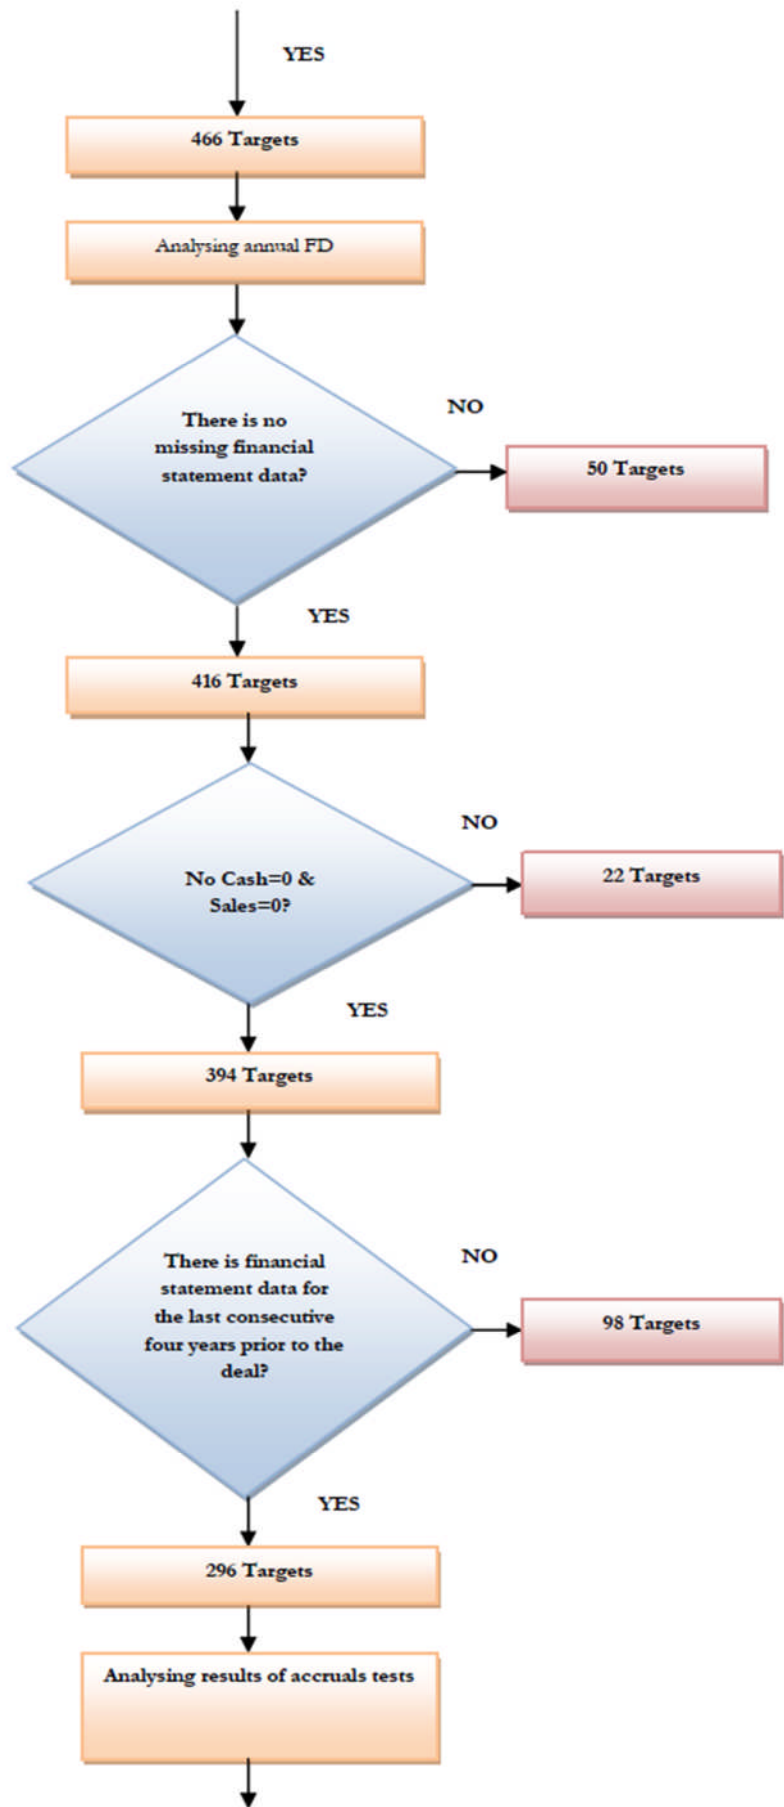 YES
466 Targets
Analysing annual FD
There is no
missing financial
statement data?
NO
50 Targets
YES
416 Targets
No Cash=0 &
Sales=0?
NO
22 Targets
YES
394 Targets
There is financial
statement data for
the last consecutive
four years prior to the
deal?
NO
98 Targets
YES
296 Targets
Analysing results of accruals tests